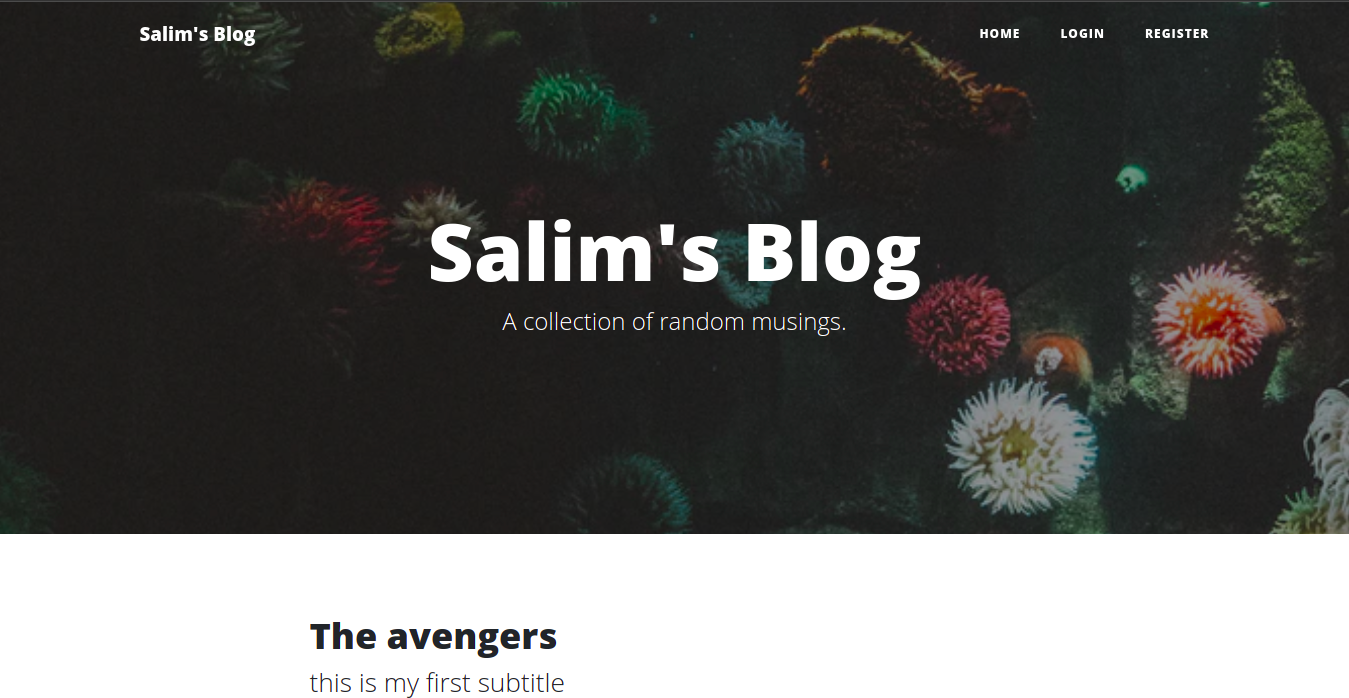 Salim's Blog
HOME LOGIN REGISTER
Salim's Blog
A collection of random musings.
The avengers
this is my first subtitle